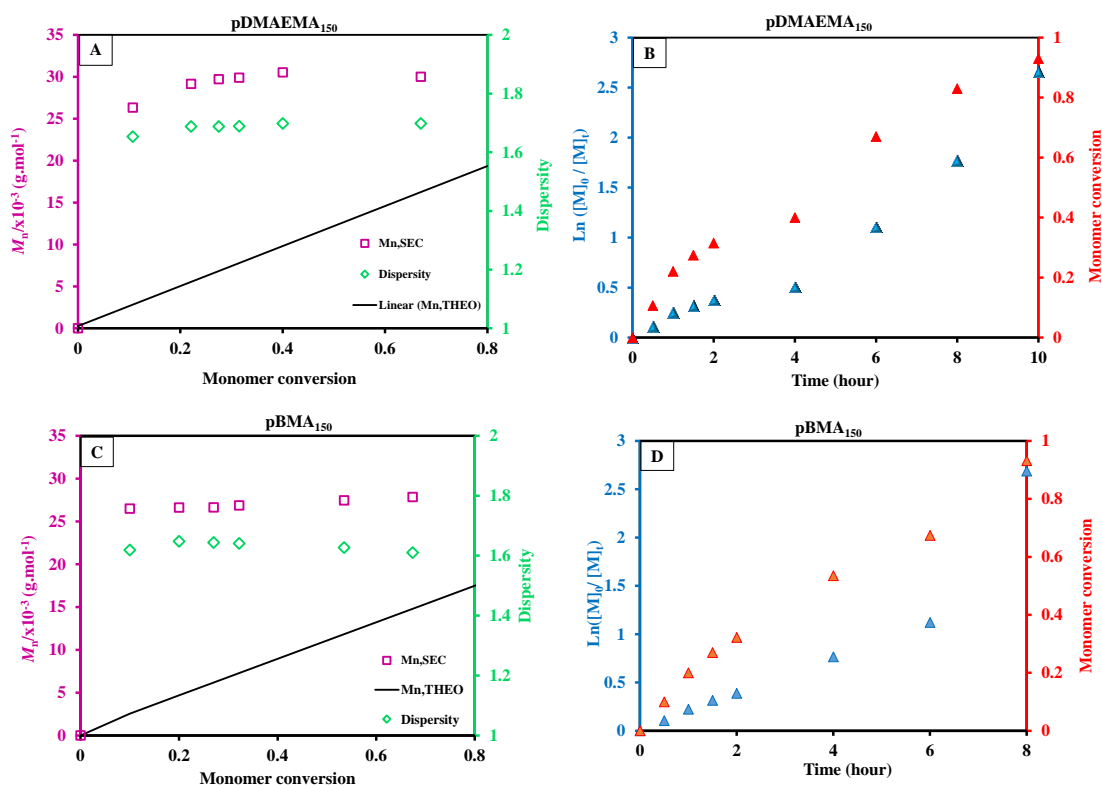 pDMAEMA150
A
35
30
25
20
15
10
5
0
Mn/x10-3 (g.mol-1)
2
1.8
1.6
1.4
1.2
1
Dispersity
Mn,SEC
Dispersity
Linear (Mn,THEO)
0 0.2 0.4 0.6 0.8
Monomer conversion
pDMAEMA150
B
3
2.5
2
1.5
1
0.5
0
Ln ([M]0 / [M]t)
1
0.8
0.6
0.4
0.2
0
Monomer conversion
0 2 4 6 8 10
Time (hour)
pBMA150
C
35
30
25
20
15
10
5
0
Mn/x10-3 (g.mol-1)
2
1.8
1.6
1.4
1.2
1
Dispersity
Mn,SEC
Mn,THEO
Dispersity
0 0.2 0.4 0.6 0.8
Monomer conversion
pBMA150
D
3
2.5
2
1.5
1
0.5
0
Ln([M]0/ [M]t)
1
0.8
0.6
0.4
0.2
0
Monomer conversion
0 2 4 6 8
Time (hour)